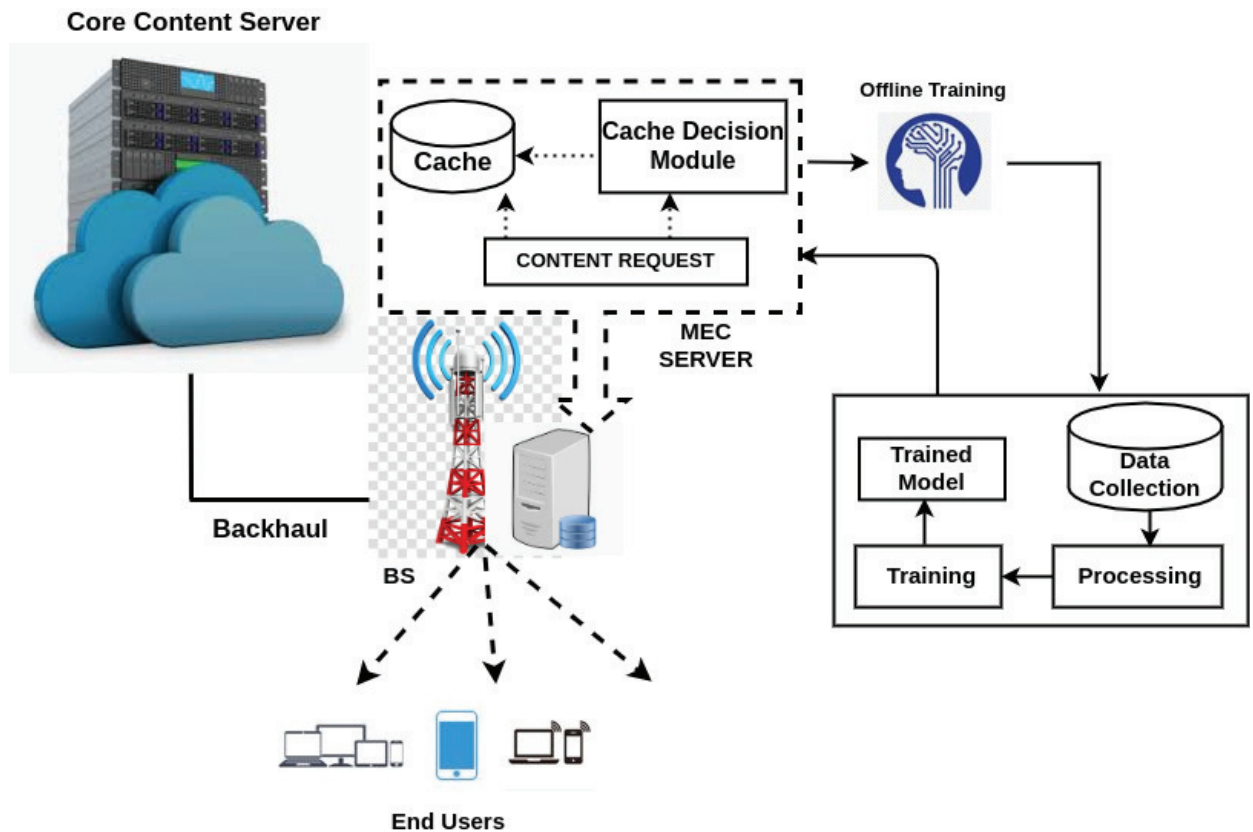 Core Content Server
Cache
Cache Decision
Module
CONTENT REQUEST
Offline Training
MEC
SERVER
Backhaul
BS
Trained
Model
Data
Collection
Training
Processing
End Users